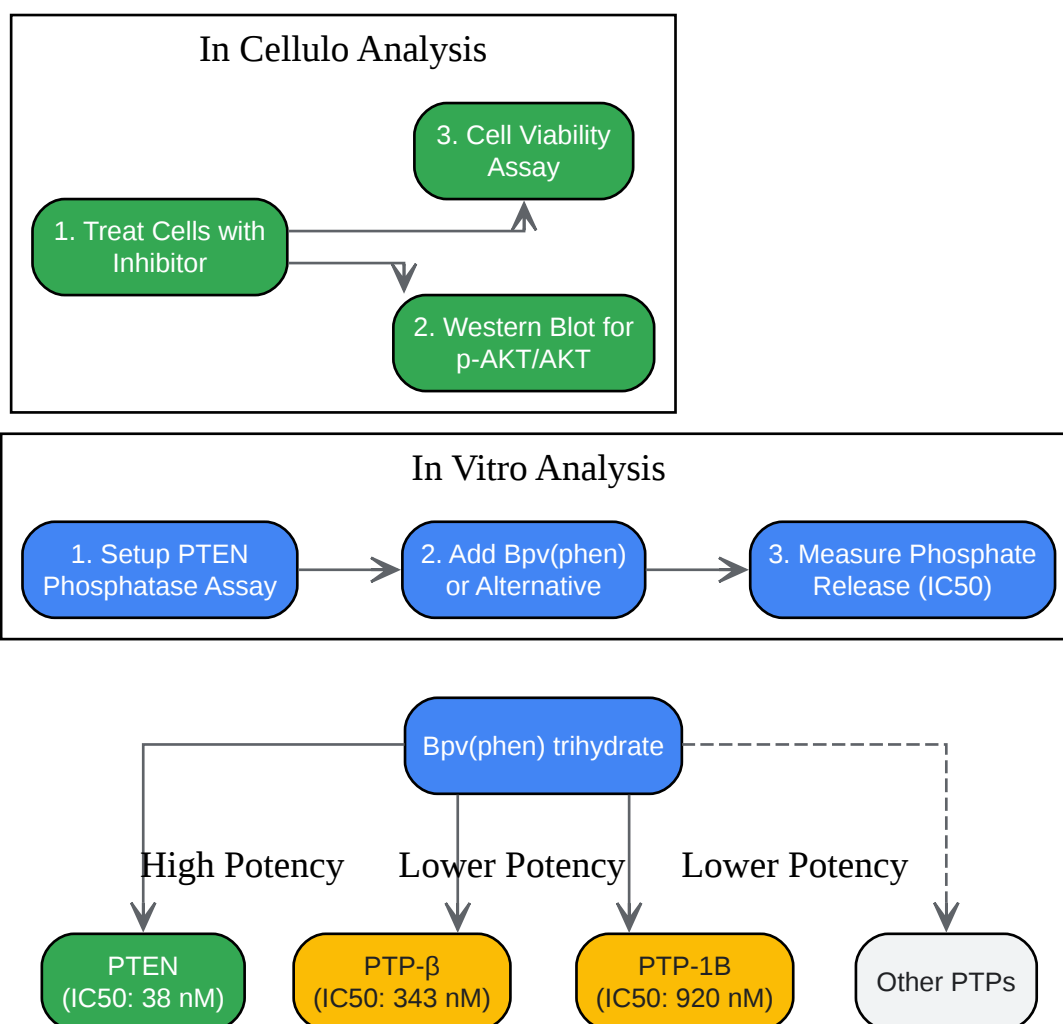 In Cellulo Analysis
3. Cell Viability
Assay
1. Treat Cells with
Inhibitor
2. Western Blot for
p-AKT/AKT
In Vitro Analysis
1. Setup PTEN
Phosphatase Assay
2. Add Bpv(phen)
or Alternative
3. Measure Phosphate
Release (IC50)
Bpv(phen) trihydrate
High Potency
Lower Potency
Lower Potency
PTEN
(IC50: 38 nM)
PTP-β
(IC50: 343 nM)
PTP-1B
(IC50: 920 nM)
Other PTPs